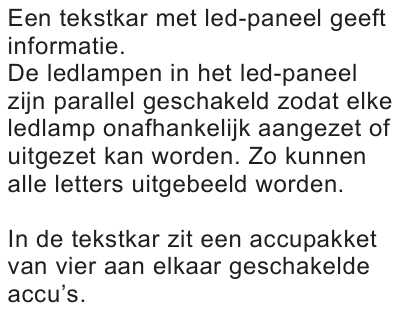 Een tekstkar met led-paneel geeft
informatie.
De ledlampen in het led-paneel
zijn parallel geschakeld zodat elke
ledlamp onafhankelijk aangezet of
uitgezet kan worden. Zo kunnen
alle letters uitgebeeld worden.

In de tekstkar zit een accupakket
van vier aan elkaar geschakelde
accu’s.